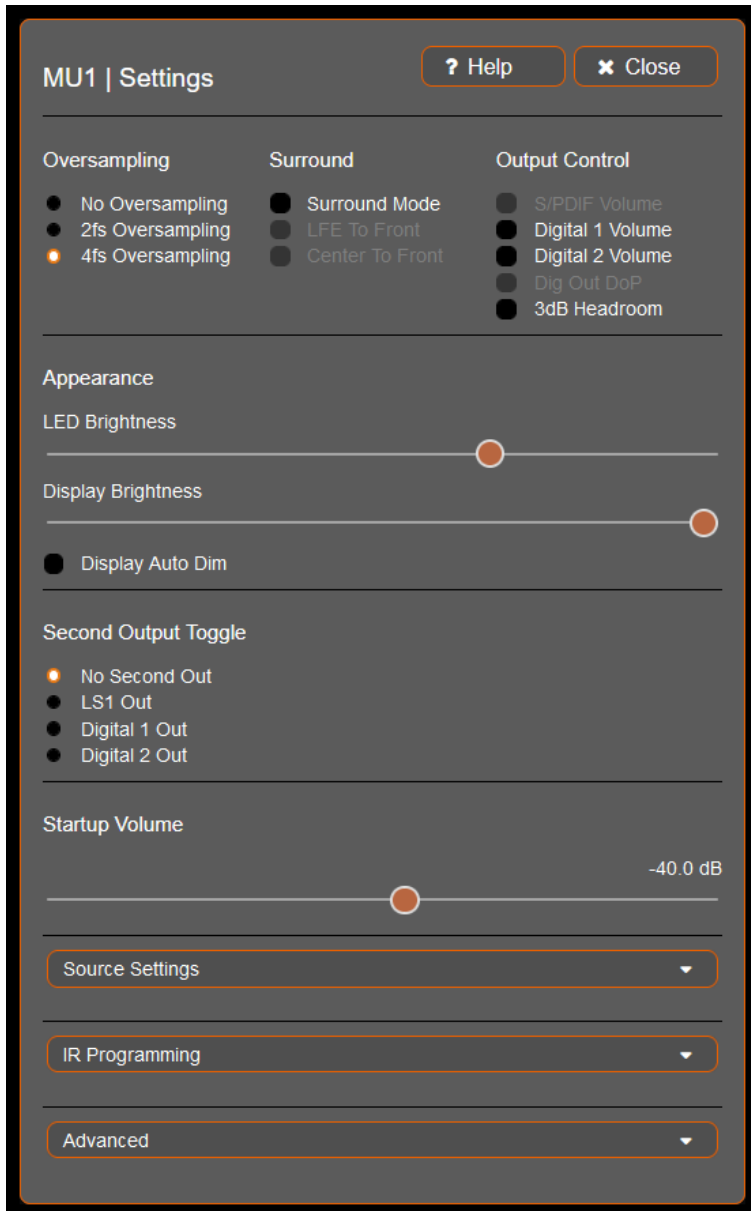 MU1 | Settings
? Help
✖ Close
Oversampling
No Oversampling
2fs Oversampling
4fs Oversampling
Surround
Surround Mode
LFE To Front
Center To Front
Output Control
S/PDIF Volume
Digital 1 Volume
Digital 2 Volume
Dig Out DoP
3dB Headroom
Appearance
LED Brightness
Display Brightness
Display Auto Dim
Second Output Toggle
No Second Out
LS1 Out
Digital 1 Out
Digital 2 Out
Startup Volume
-40.0 dB
Source Settings
IR Programming
Advanced